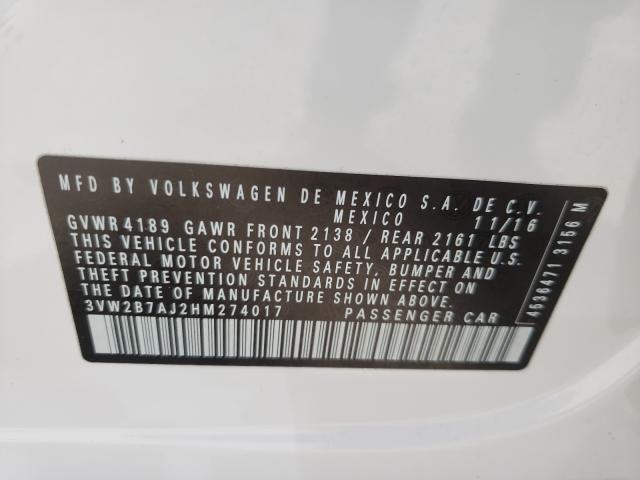 MFD BY VOLKSWAGEN DE MEXICO S.A. DE C.V.
MEXICO 11/16
GVWR 4189 GAWR FRONT 2138 / REAR 2161 LBS
THIS VEHICLE CONFORMS TO ALL APPLICABLE U.S.
FEDERAL MOTOR VEHICLE SAFETY, BUMPER AND
THEFT PREVENTION STANDARDS IN EFFECT ON
THE DATE OF MANUFACTURE SHOWN ABOVE.
3VW2B7AJ2HM274017 PASSENGER CAR
4536471 3156 M